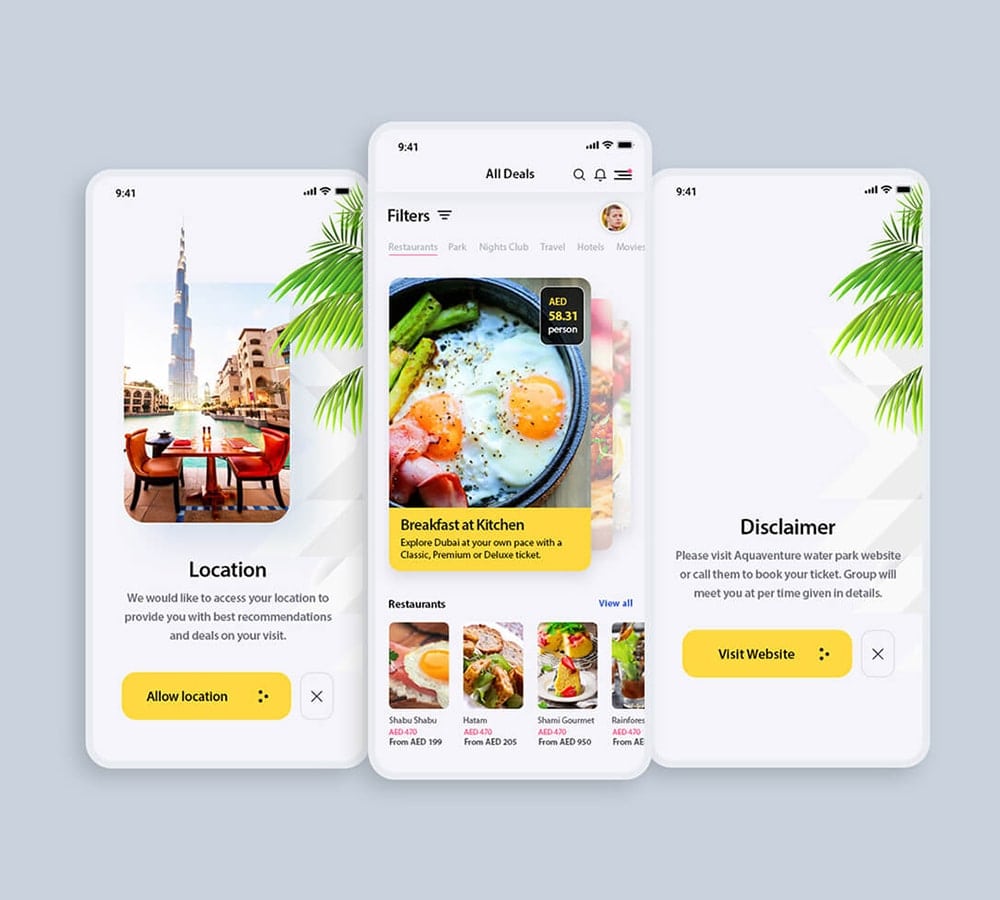 9:41
Location
We would like to access your location to
provide you with best recommendations
and deals on your visit.
Allow location
9:41
All Deals
Filters
Restaurants Park Nights Club Travel Hotels Movies
AED
58.31
person
Breakfast at Kitchen
Explore Dubai at your own pace with a
Classic, Premium or Deluxe ticket.
Restaurants View all
Shabu Shabu Hatam Shami Gourmet Rainfores
AED 470 AED 470 AED 470 AED 470
From AED 199 From AED 205 From AED 950 From AE
9:41
Disclaimer
Please visit Aquaventure water park website
or call them to book your ticket. Group will
meet you at per time given in details.
Visit Website